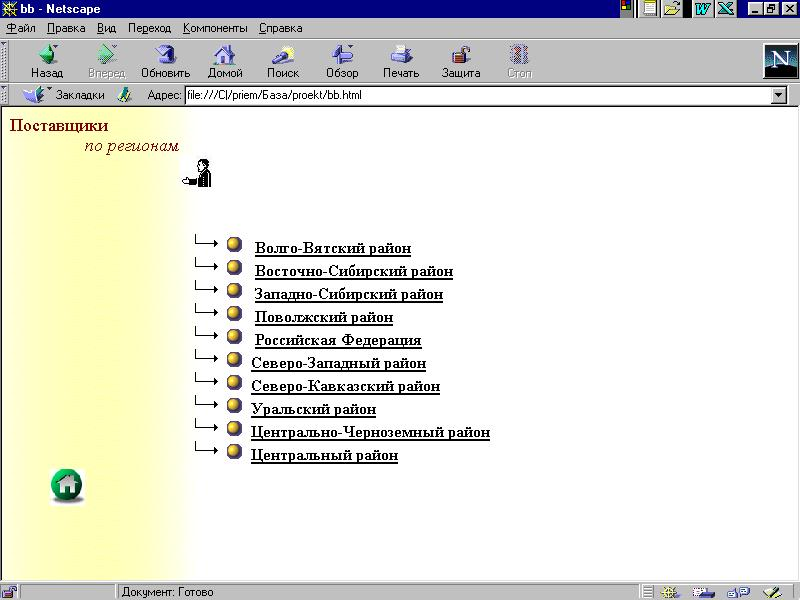 bb - Netscape
Файл Правка Вид Переход Компоненты Справка
Назад Вперед Обновить Домой Поиск Обзор Печать Защита Стоп
Закладки Адрес: file:///C|/priem/База/proekt/bb.html
Поставщики
по регионам
Волго-Вятский район
Восточно-Сибирский район
Западно-Сибирский район
Поволжский район
Российская Федерация
Северо-Западный район
Северо-Кавказский район
Уральский район
Центрально-Черноземный район
Центральный район
Документ: Готово